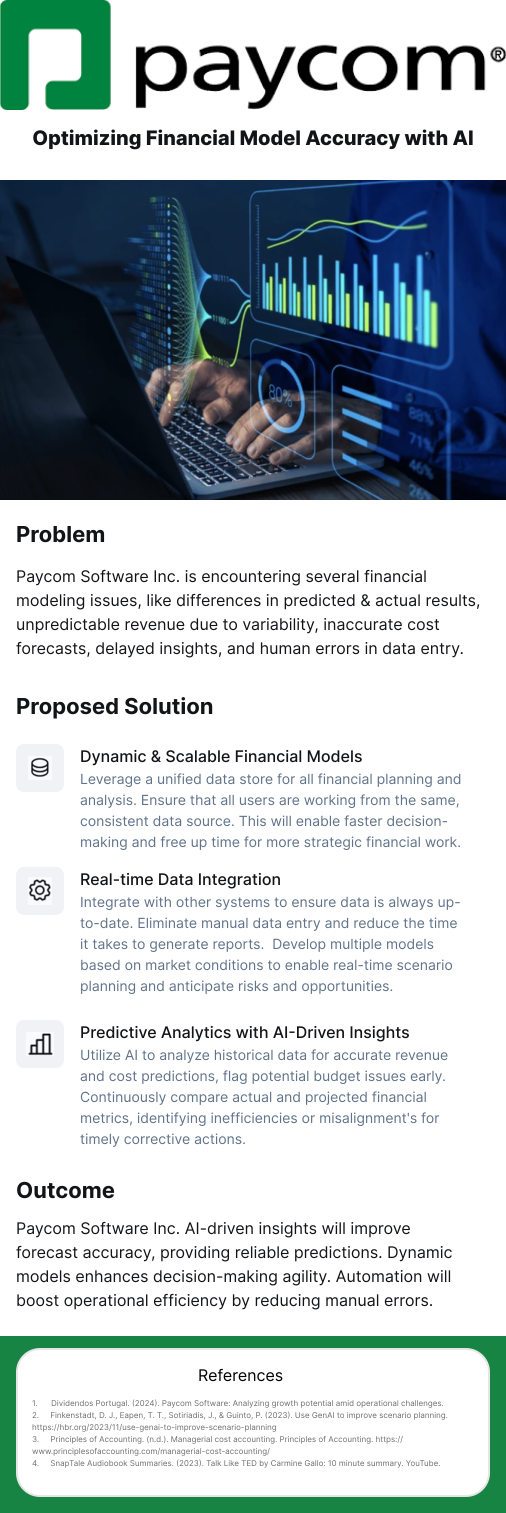 paycom®
Optimizing Financial Model Accuracy with AI
80%
88%
71%
46%
26%
Problem
Paycom Software Inc. is encountering several financial
modeling issues, like differences in predicted & actual results,
unpredictable revenue due to variability, inaccurate cost
forecasts, delayed insights, and human errors in data entry.
Proposed Solution
Dynamic & Scalable Financial Models
Leverage a unified data store for all financial planning and
analysis. Ensure that all users are working from the same,
consistent data source. This will enable faster decision-
making and free up time for more strategic financial work.
Real-time Data Integration
Integrate with other systems to ensure data is always up-
to-date. Eliminate manual data entry and reduce the time
it takes to generate reports.  Develop multiple models
based on market conditions to enable real-time scenario
planning and anticipate risks and opportunities.
Predictive Analytics with AI-Driven Insights
Utilize AI to analyze historical data for accurate revenue
and cost predictions, flag potential budget issues early.
Continuously compare actual and projected financial
metrics, identifying inefficiencies or misalignment's for
timely corrective actions.
Outcome
Paycom Software Inc. AI-driven insights will improve
forecast accuracy, providing reliable predictions. Dynamic
models enhances decision-making agility. Automation will
boost operational efficiency by reducing manual errors.
References
1. Dividendos Portugal. (2024). Paycom Software: Analyzing growth potential amid operational challenges.
2. Finkenstadt, D. J., Eapen, T. T., Sotiriadis, J., & Guinto, P. (2023). Use GenAI to improve scenario planning.
https://hbr.org/2023/11/use-genai-to-improve-scenario-planning
3. Principles of Accounting. (n.d.). Managerial cost accounting. Principles of Accounting. https://
www.principlesofaccounting.com/managerial-cost-accounting/
4. SnapTale Audiobook Summaries. (2023). Talk Like TED by Carmine Gallo: 10 minute summary. YouTube.